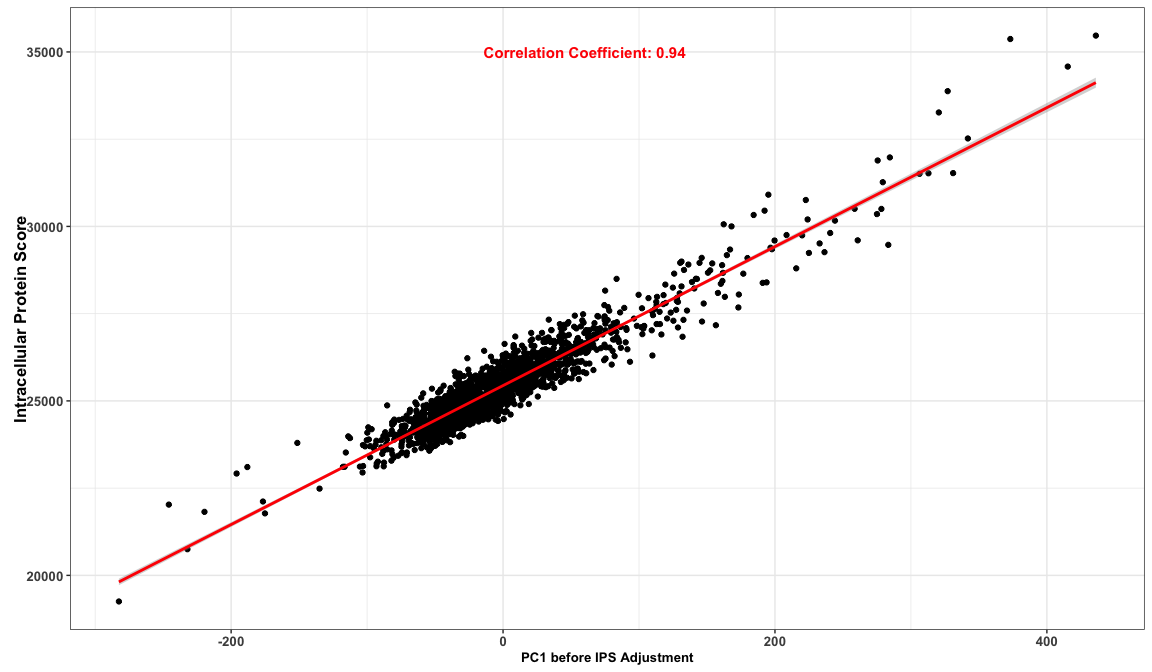 Correlation Coefficient: 0.94
Intracellular Protein Score
35000
30000
25000
20000
-200
0
200
400
PC1 before IPS Adjustment